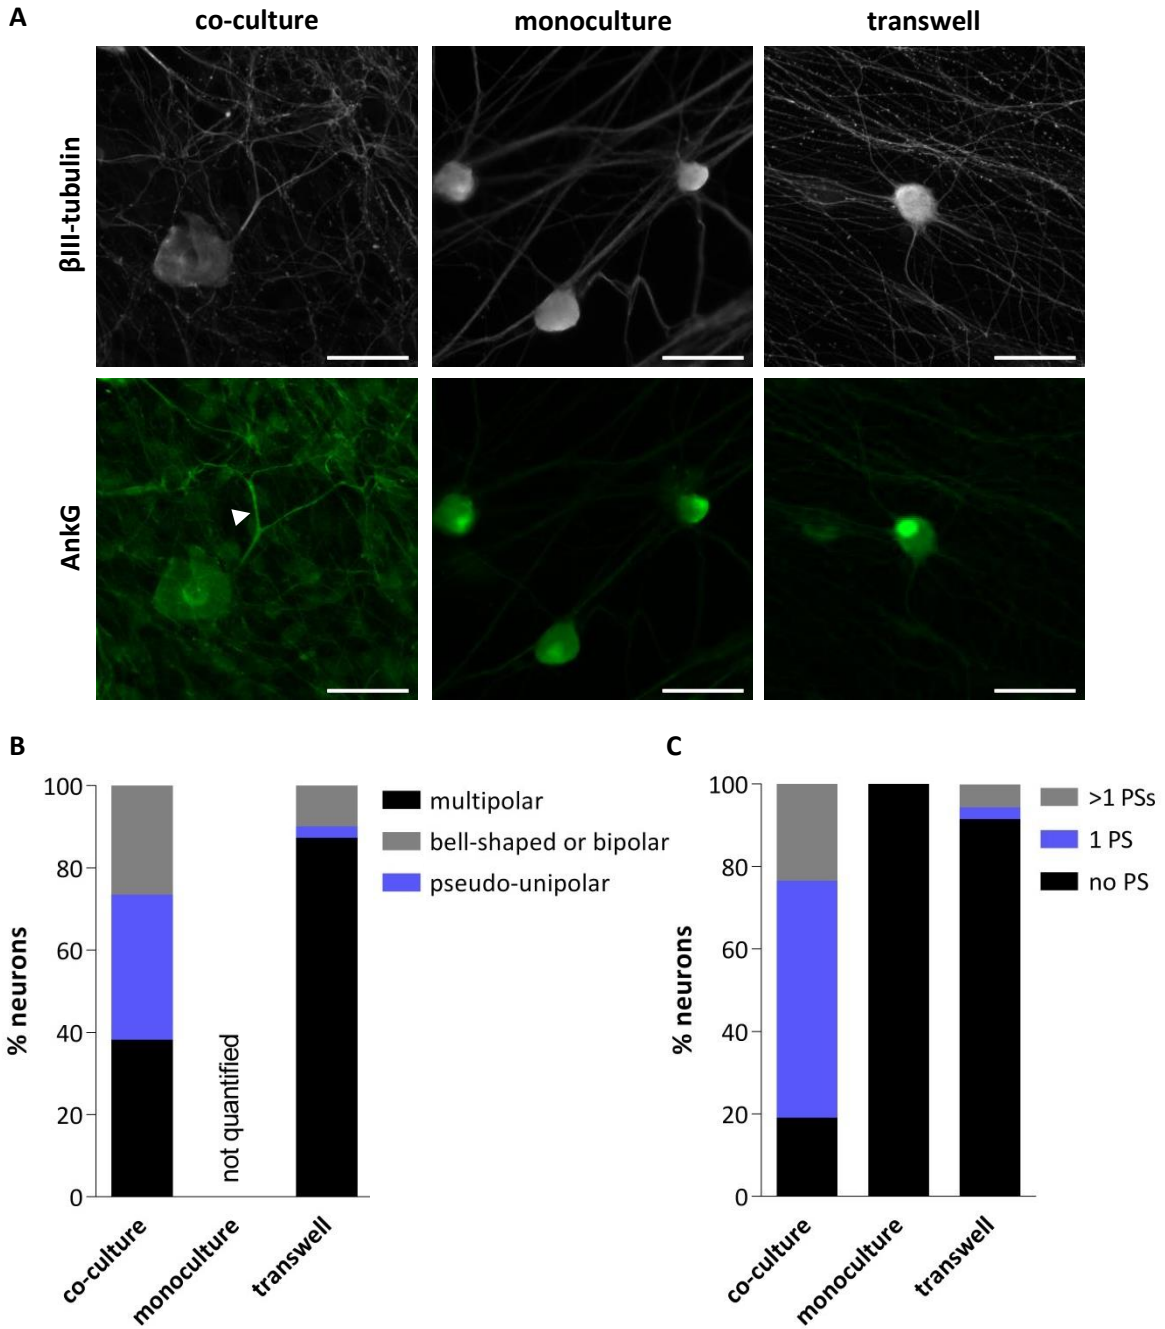 A
co-culture
monoculture
transwell
βIII-tubulin
AnkG
B
% neurons
100
80
60
40
20
0
not quantified
co-culture
monoculture
transwell
multipolar
bell-shaped or bipolar
pseudo-unipolar
C
% neurons
100
80
60
40
20
0
co-culture
monoculture
transwell
>1 PSs
1 PS
no PS